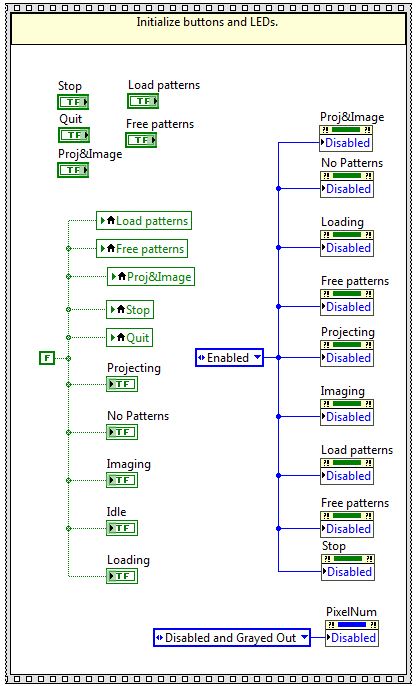 Initialize buttons and LEDs.
Stop
TF
Load patterns
TF
Quit
TF
Free patterns
TF
Proj&Image
TF
Load patterns
Free patterns
Proj&Image
Stop
Quit
F
Projecting
TF
No Patterns
TF
Imaging
TF
Idle
TF
Loading
TF
Enabled
Proj&Image
?! ?!
Disabled
No Patterns
?! ?!
Disabled
Loading
?! ?!
Disabled
Free patterns
?! ?!
Disabled
Projecting
?! ?!
Disabled
Imaging
?! ?!
Disabled
Load patterns
?! ?!
Disabled
Free patterns
?! ?!
Disabled
Stop
?! ?!
Disabled
Disabled and Grayed Out
PixelNum
?! ?!
Disabled